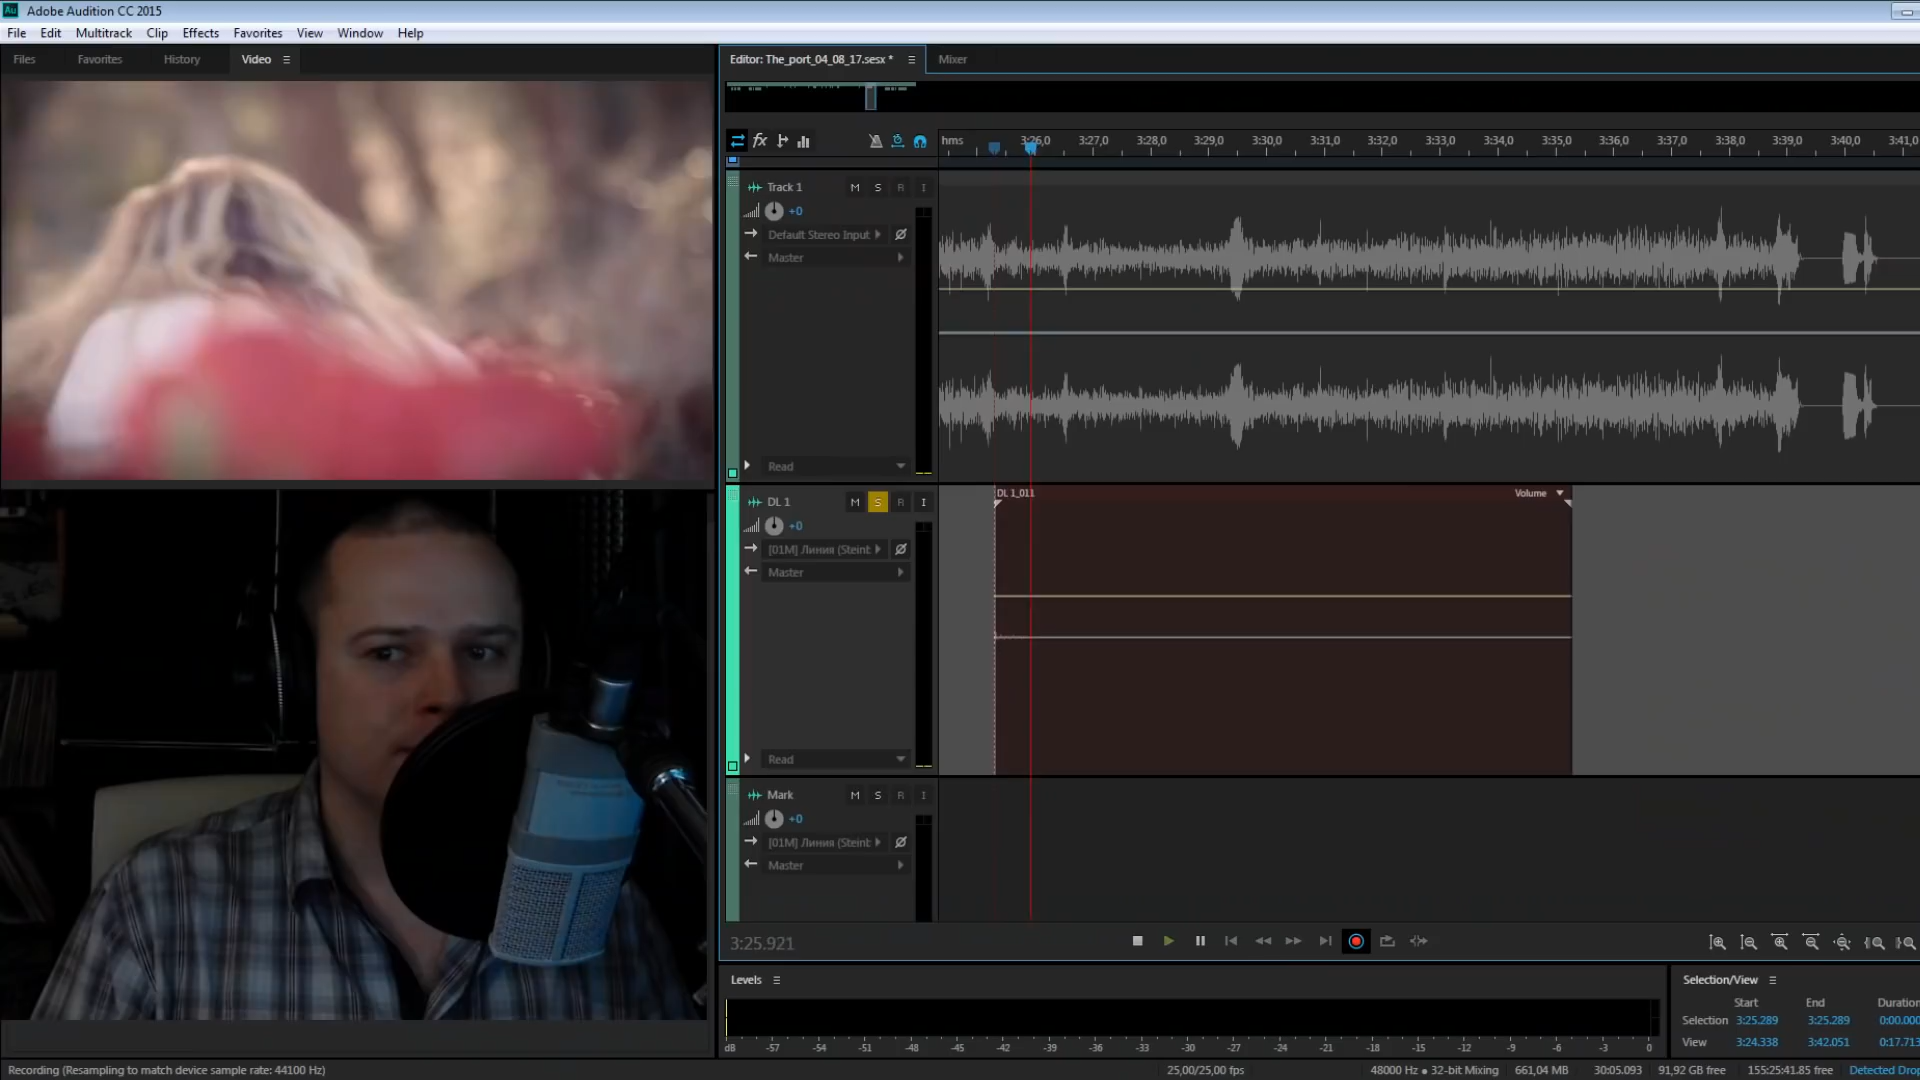 Au Adobe Audition CC 2015
File Edit Multitrack Clip Effects Favorites View Window Help
Files Favorites History Video
Editor: The_port_04_08_17.sesx * Mixer
hms 3:26,0 3:27,0 3:28,0 3:29,0 3:30,0 3:31,0 3:32,0 3:33,0 3:34,0 3:35,0 3:36,0 3:37,0 3:38,0 3:39,0 3:40,0 3:41,0
fx
Track 1 M S R I
+0
Default Stereo Input
Master
Read
DL 1 M S R I
+0
[01M] Линия (Steint
Master
Read
DL 1_011 Volume
Mark M S R I
+0
[01M] Линия (Steint
Master
3:25.921
Levels
dB -57 -54 -51 -48 -45 -42 -39 -36 -33 -30 -27 -24 -21 -18 -15 -12 -9 -6 -3 0
Selection/View
Start End Duration
Selection 3:25.289 3:25.289 0:00.000
View 3:24.338 3:42.051 0:17.713
Recording (Resampling to match device sample rate: 44100 Hz) 25,00/25,00 fps 48000 Hz • 32-bit Mixing 661,04 MB 30:05.093 91,92 GB free 155:25:41.85 free Detected Drop